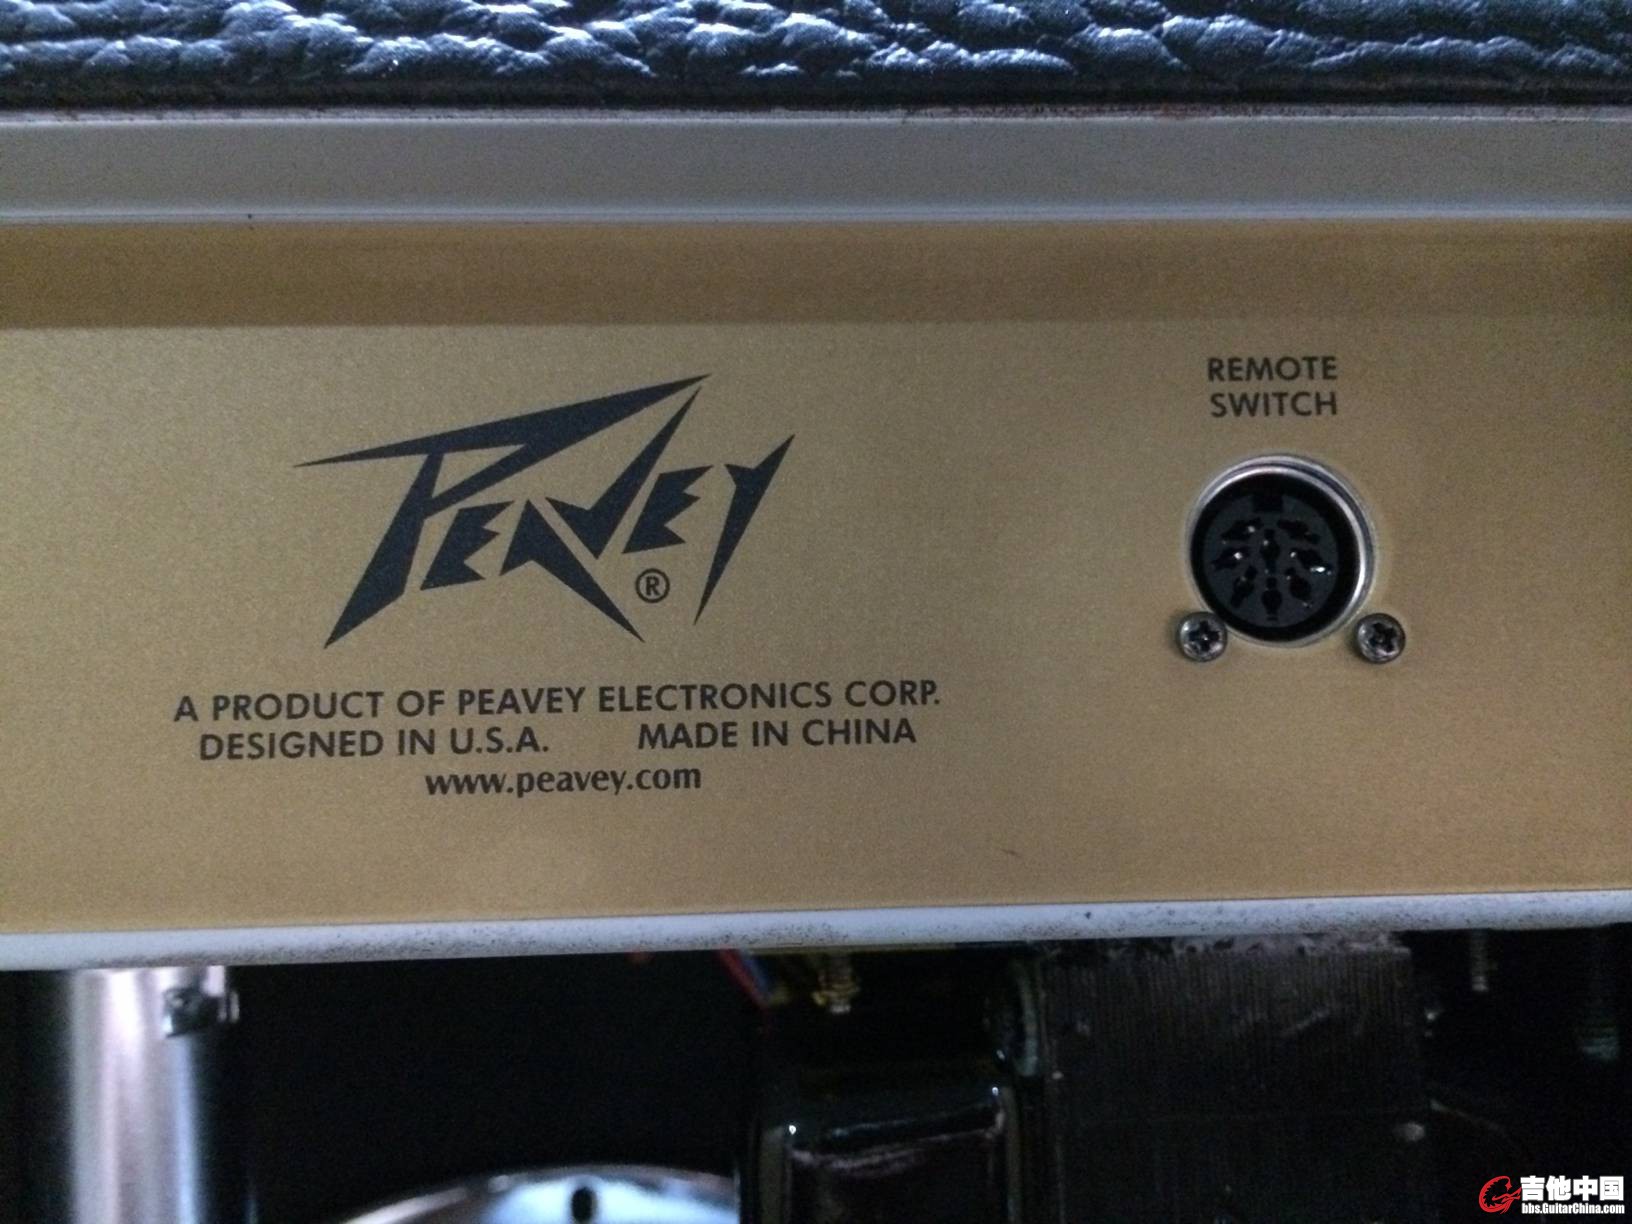 REMOTE
SWITCH
PEAVEY
®
A PRODUCT OF PEAVEY ELECTRONICS CORP.
DESIGNED IN U.S.A. MADE IN CHINA
www.peavey.com
吉他中国
bbs.GuitarChina.com